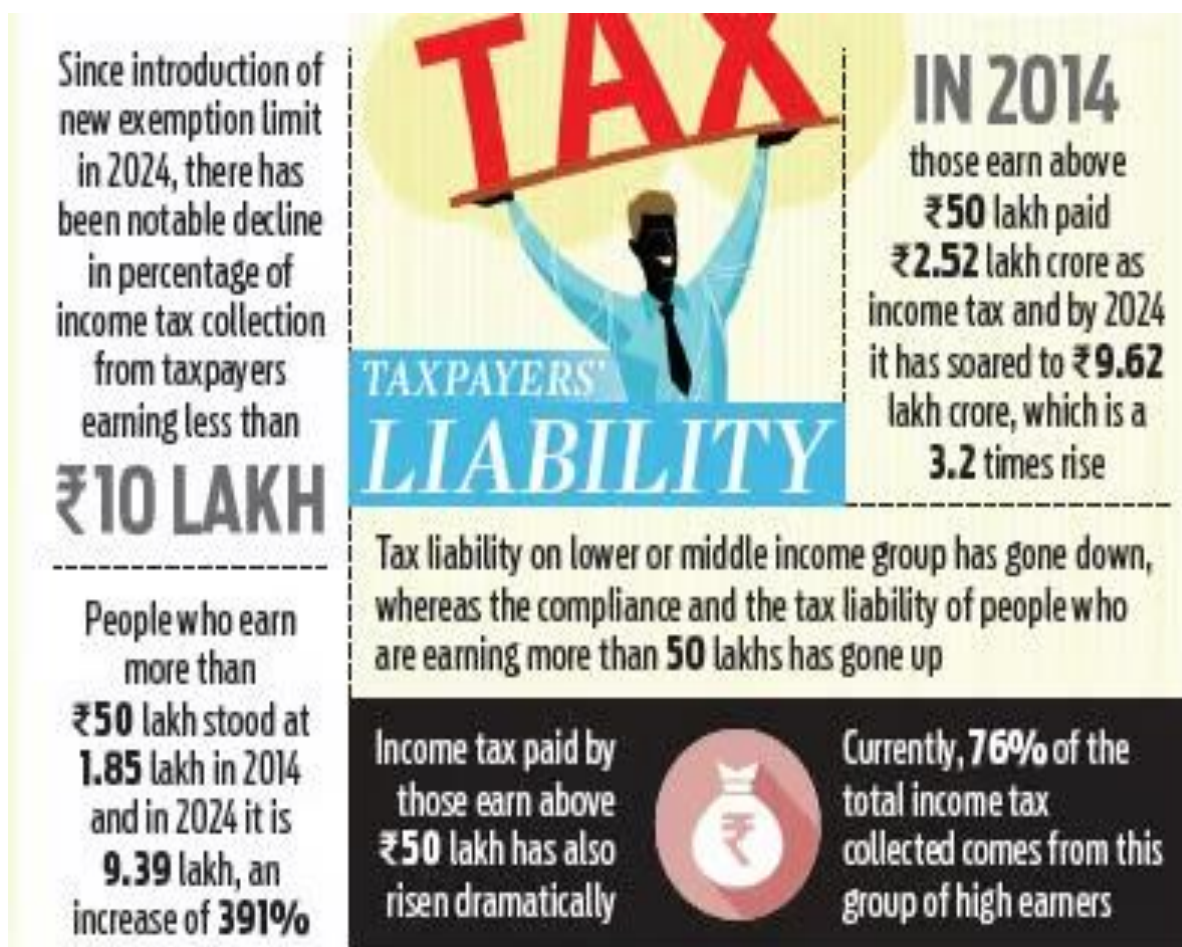 Since introduction of
new exemption limit
in 2024, there has
been notable decline
in percentage of
income tax collection
from taxpayers
earning less than
₹10 LAKH
People who earn
more than
₹50 lakh stood at
1.85 lakh in 2014
and in 2024 it is
9.39 lakh, an
increase of 391%
TAX
TAXPAYERS'
LIABILITY
IN 2014
those earn above
₹50 lakh paid
₹2.52 lakh crore as
income tax and by 2024
it has soared to ₹9.62
lakh crore, which is a
3.2 times rise
Tax liability on lower or middle income group has gone down,
whereas the compliance and the tax liability of people who
are earning more than 50 lakhs has gone up
Income tax paid by
those earn above
₹50 lakh has also
risen dramatically
₹
Currently, 76% of the
total income tax
collected comes from this
group of high earners